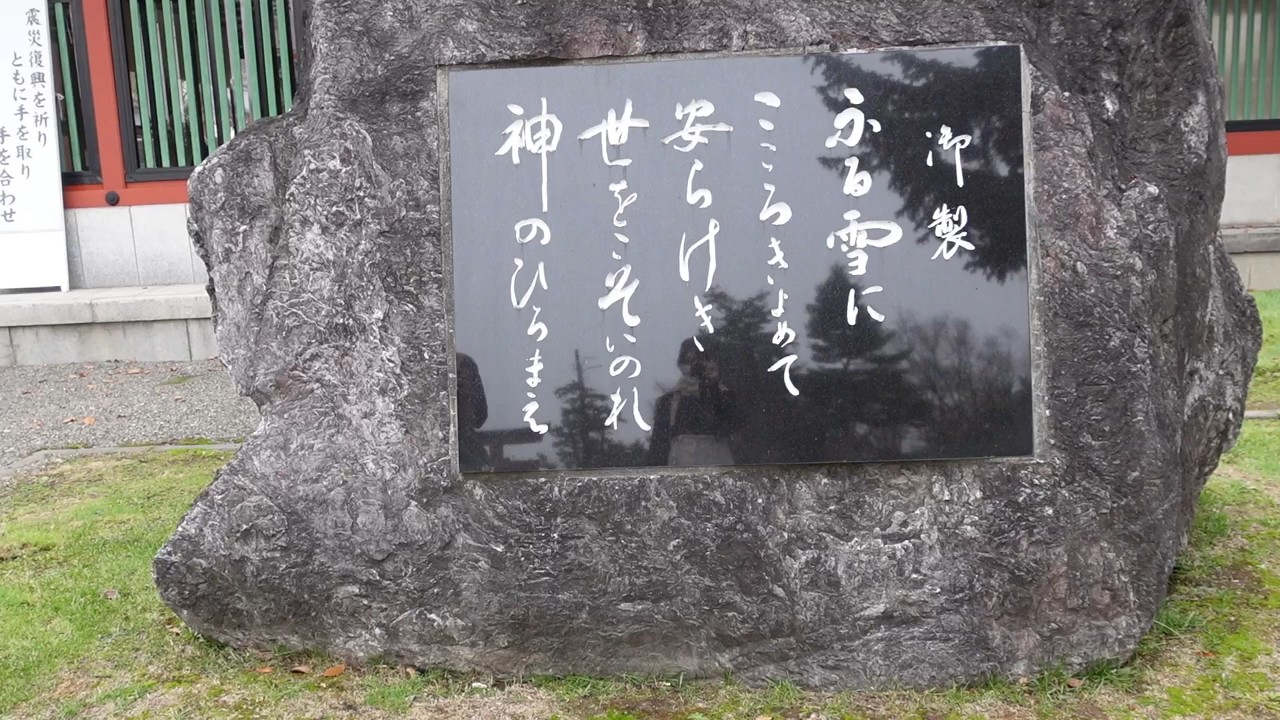 御製
ふる雪に
こころきよめて
安らけき
世をこそいのれ
神のひろまえ
震災復興を祈り
ともに手を取り
手を合わせ